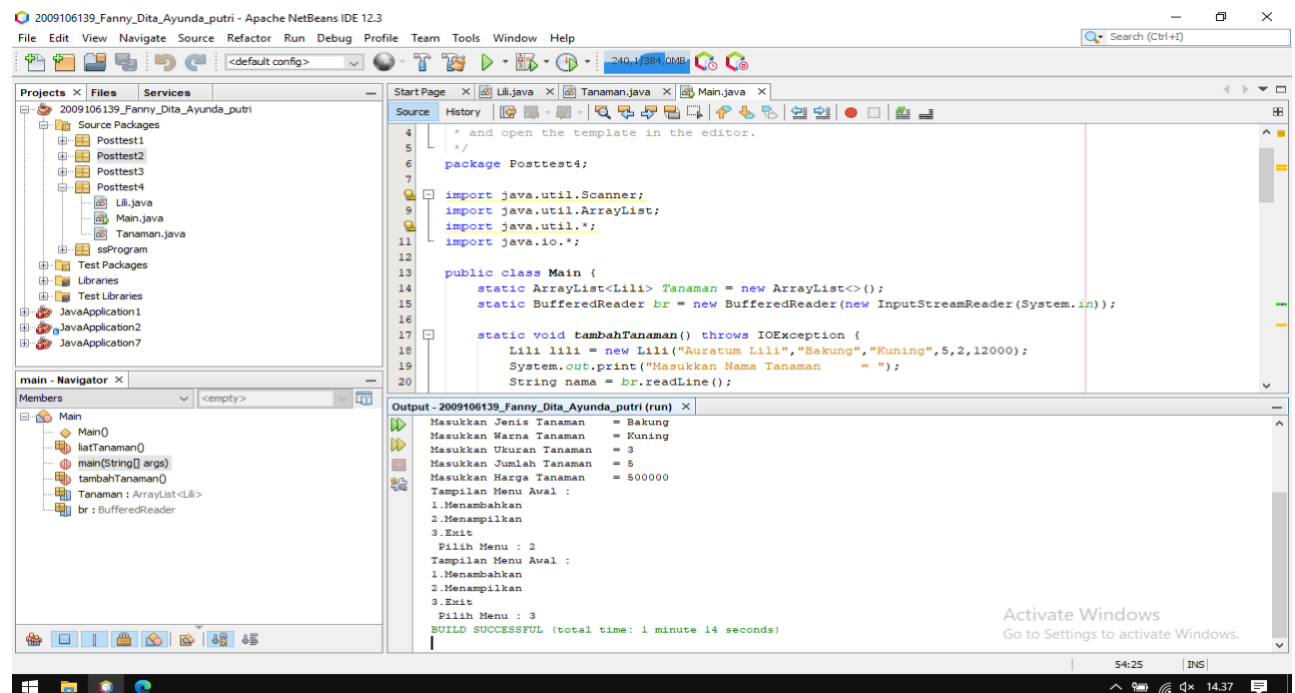 2009106139_Fanny_Dita_Ayunda_putri - Apache NetBeans IDE 12.3
File Edit View Navigate Source Refactor Run Debug Profile Team Tools Window Help
Search (Ctrl+I)
<default config>
240,1/384,0MB
Projects Files Services
2009106139_Fanny_Dita_Ayunda_putri
Source Packages
Posttest1
Posttest2
Posttest3
Posttest4
Lili.java
Main.java
Tanaman.java
ssProgram
Test Packages
Libraries
Test Libraries
JavaApplication1
JavaApplication2
JavaApplication7
main - Navigator
Members
<empty>
Main
Main()
liatTanaman()
main(String[] args)
tambahTanaman()
Tanaman : ArrayList<Lili>
br : BufferedReader
Start Page Lili.java Tanaman.java Main.java
Source History
4 * and open the template in the editor.
5 */
6 package Posttest4;
7
import java.util.Scanner;
9 import java.util.ArrayList;
import java.util.*;
11 import java.io.*;
12
13 public class Main {
14 static ArrayList<Lili> Tanaman = new ArrayList<>();
15 static BufferedReader br = new BufferedReader(new InputStreamReader(System.in));
16
17 static void tambahTanaman() throws IOException {
18 Lili lili = new Lili("Auratum Lili","Bakung","Kuning",5,2,12000);
19 System.out.print("Masukkan Nama Tanaman = ");
20 String nama = br.readLine();
Output - 2009106139_Fanny_Dita_Ayunda_putri (run)
Masukkan Jenis Tanaman = Bakung
Masukkan Warna Tanaman = Kuning
Masukkan Ukuran Tanaman = 3
Masukkan Jumlah Tanaman = 5
Masukkan Harga Tanaman = 500000
Tampilan Menu Awal :
1.Menambahkan
2.Menampilkan
3.Exit
Pilih Menu : 2
Tampilan Menu Awal :
1.Menambahkan
2.Menampilkan
3.Exit
Pilih Menu : 3
BUILD SUCCESSFUL (total time: 1 minute 14 seconds)
Activate Windows
Go to Settings to activate Windows.
54:25 INS
14.37